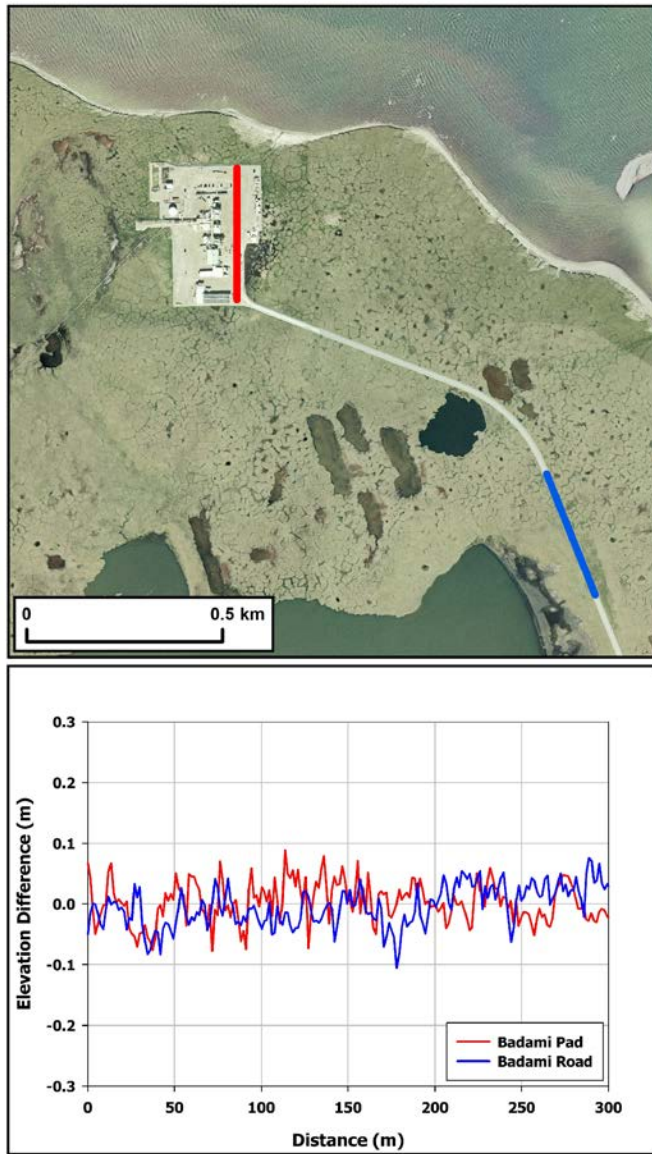 0 0.5 km
Elevation Difference (m)
0.3
0.2
0.1
0.0
-0.1
-0.2
-0.3
Badami Pad
Badami Road
0 50 100 150 200 250 300
Distance (m)